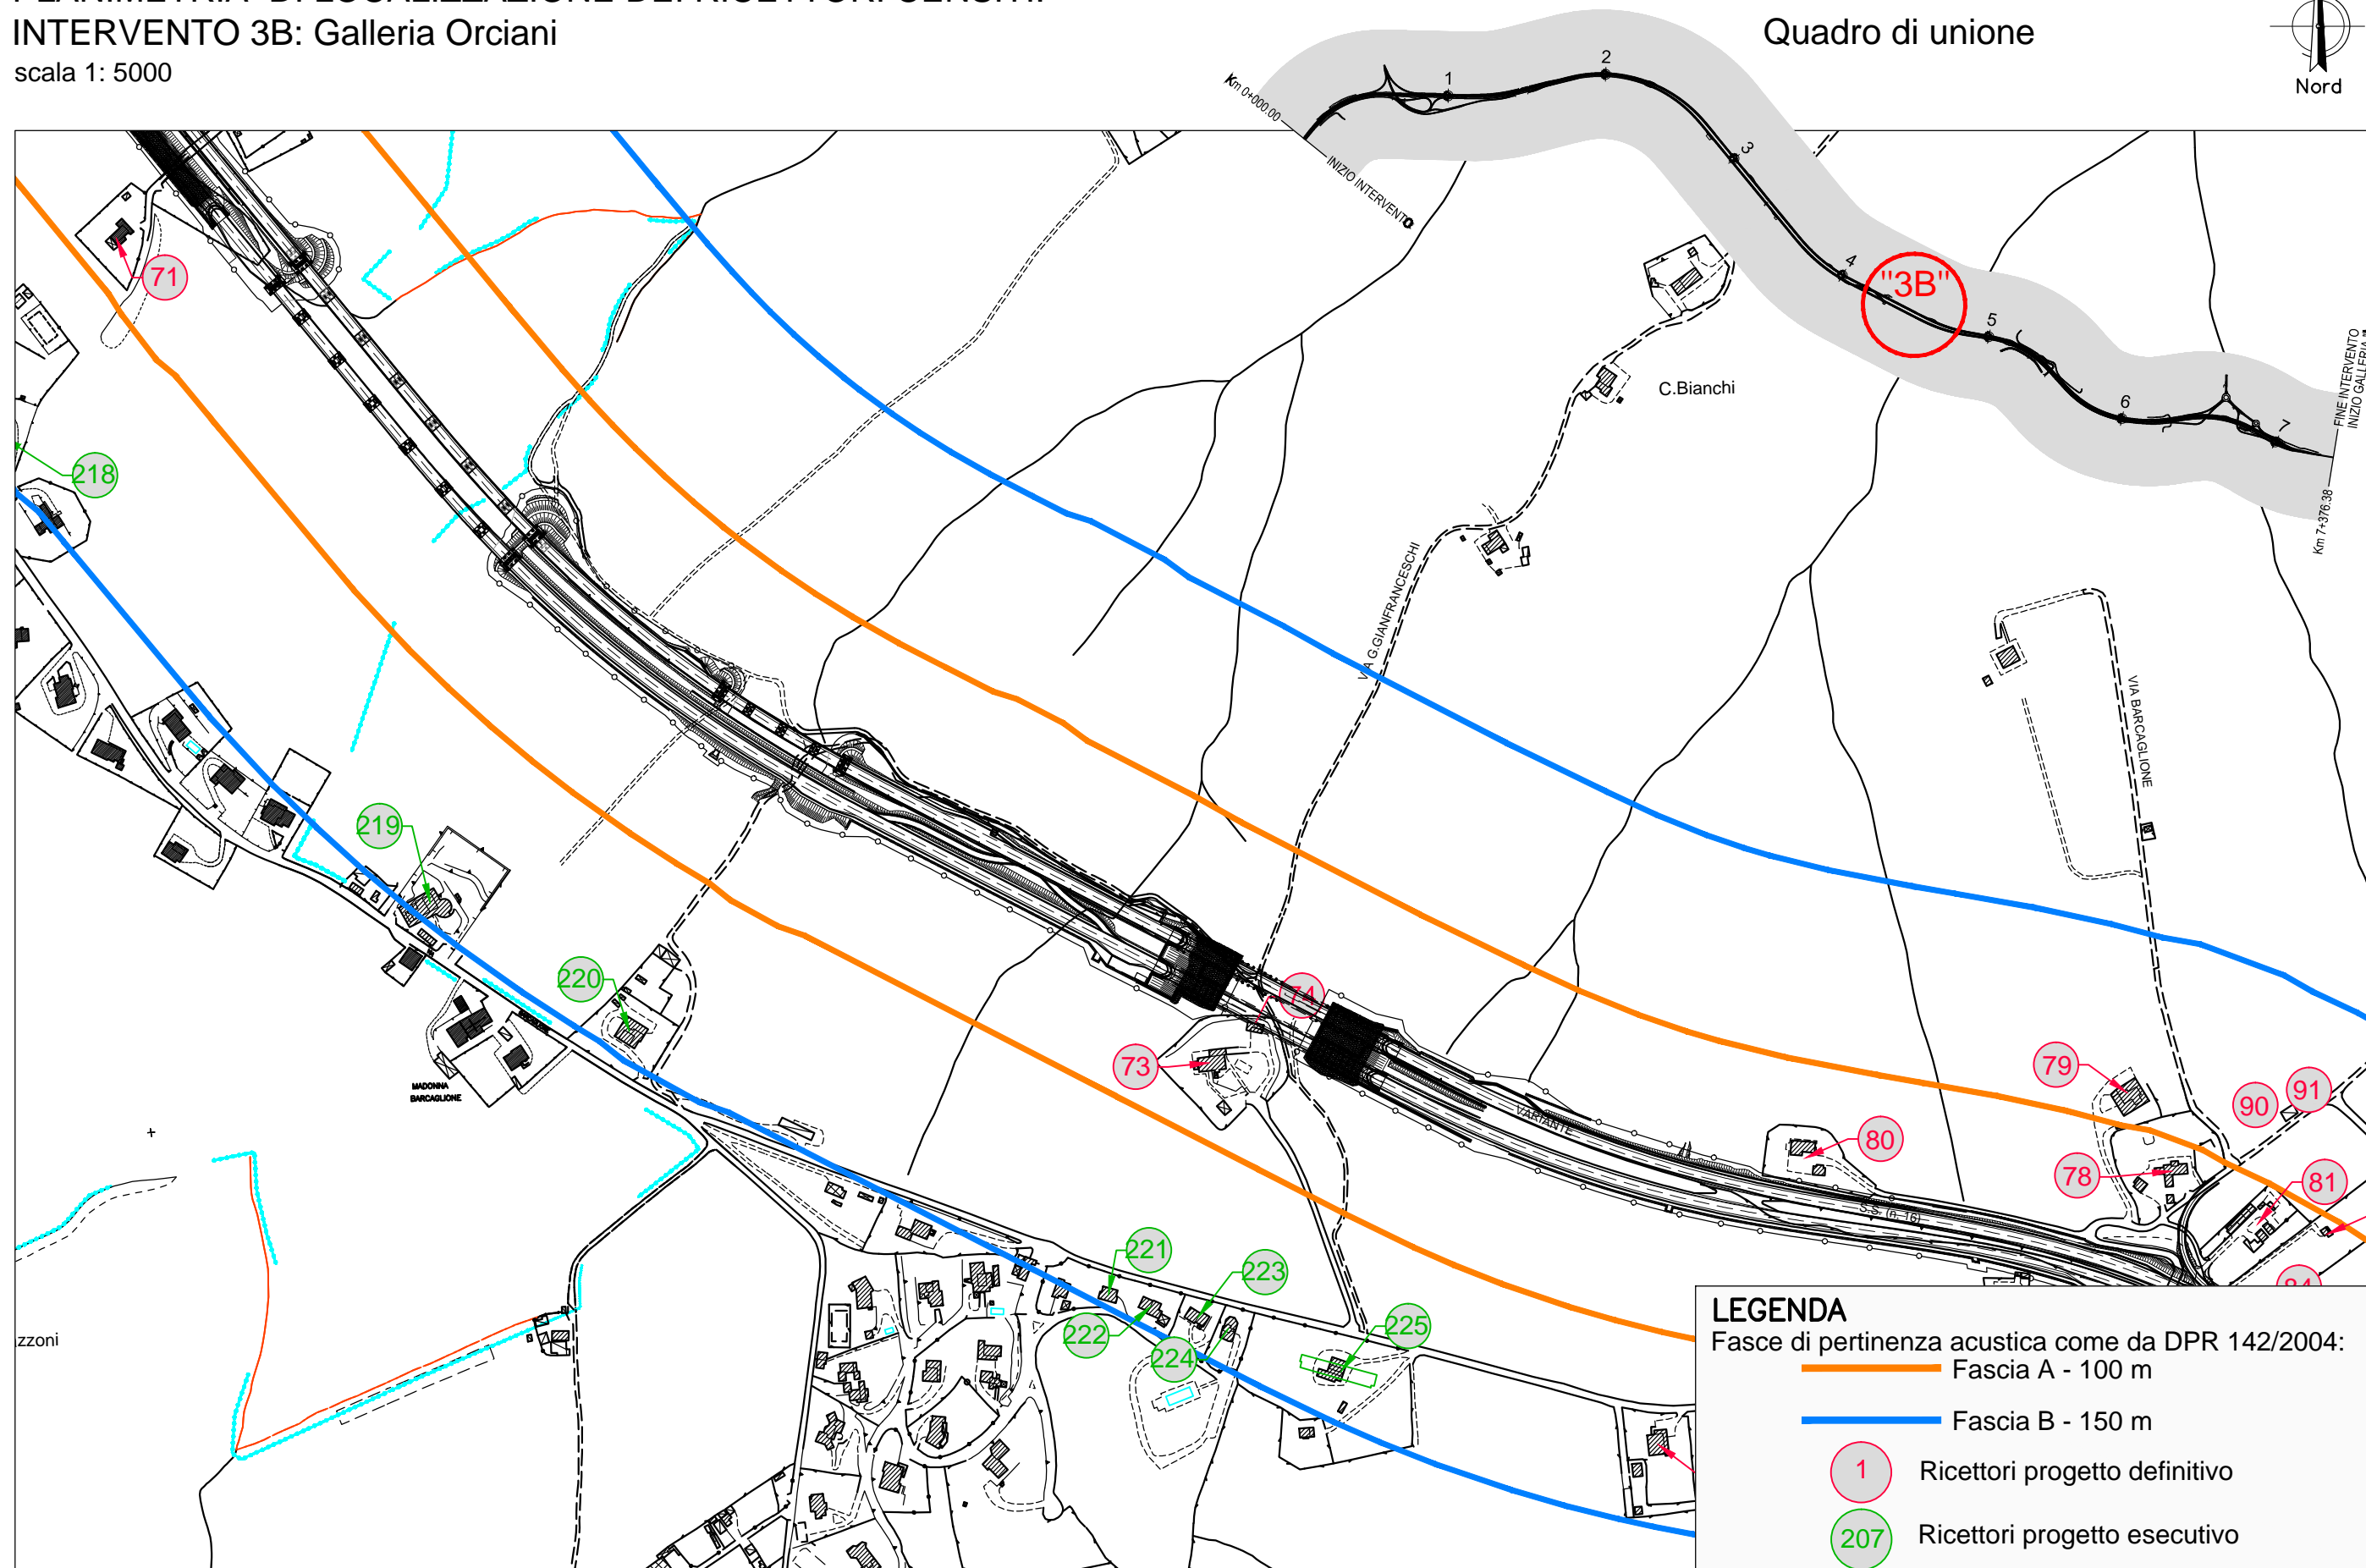 INTERVENTO 3B: Galleria Orciani
scala 1: 5000
Quadro di unione
Nord
Km 0+000.00
INIZIO INTERVENTO
1
2
3
4
"3B"
5
6
7
FINE INTERVENTO
Km 7+376.38
71
218
C.Bianchi
VIA G.GIANFRANCESCHI
VIA BARCAGLIONE
219
220
74
73
MADONNA
BARCAGLIONE
VARIANTE
S.S. (n. 16)
79
90
91
80
78
81
84
221
223
222
224
225
zzoni
LEGENDA
Fasce di pertinenza acustica come da DPR 142/2004:
Fascia A - 100 m
Fascia B - 150 m
1
Ricettori progetto definitivo
207
Ricettori progetto esecutivo